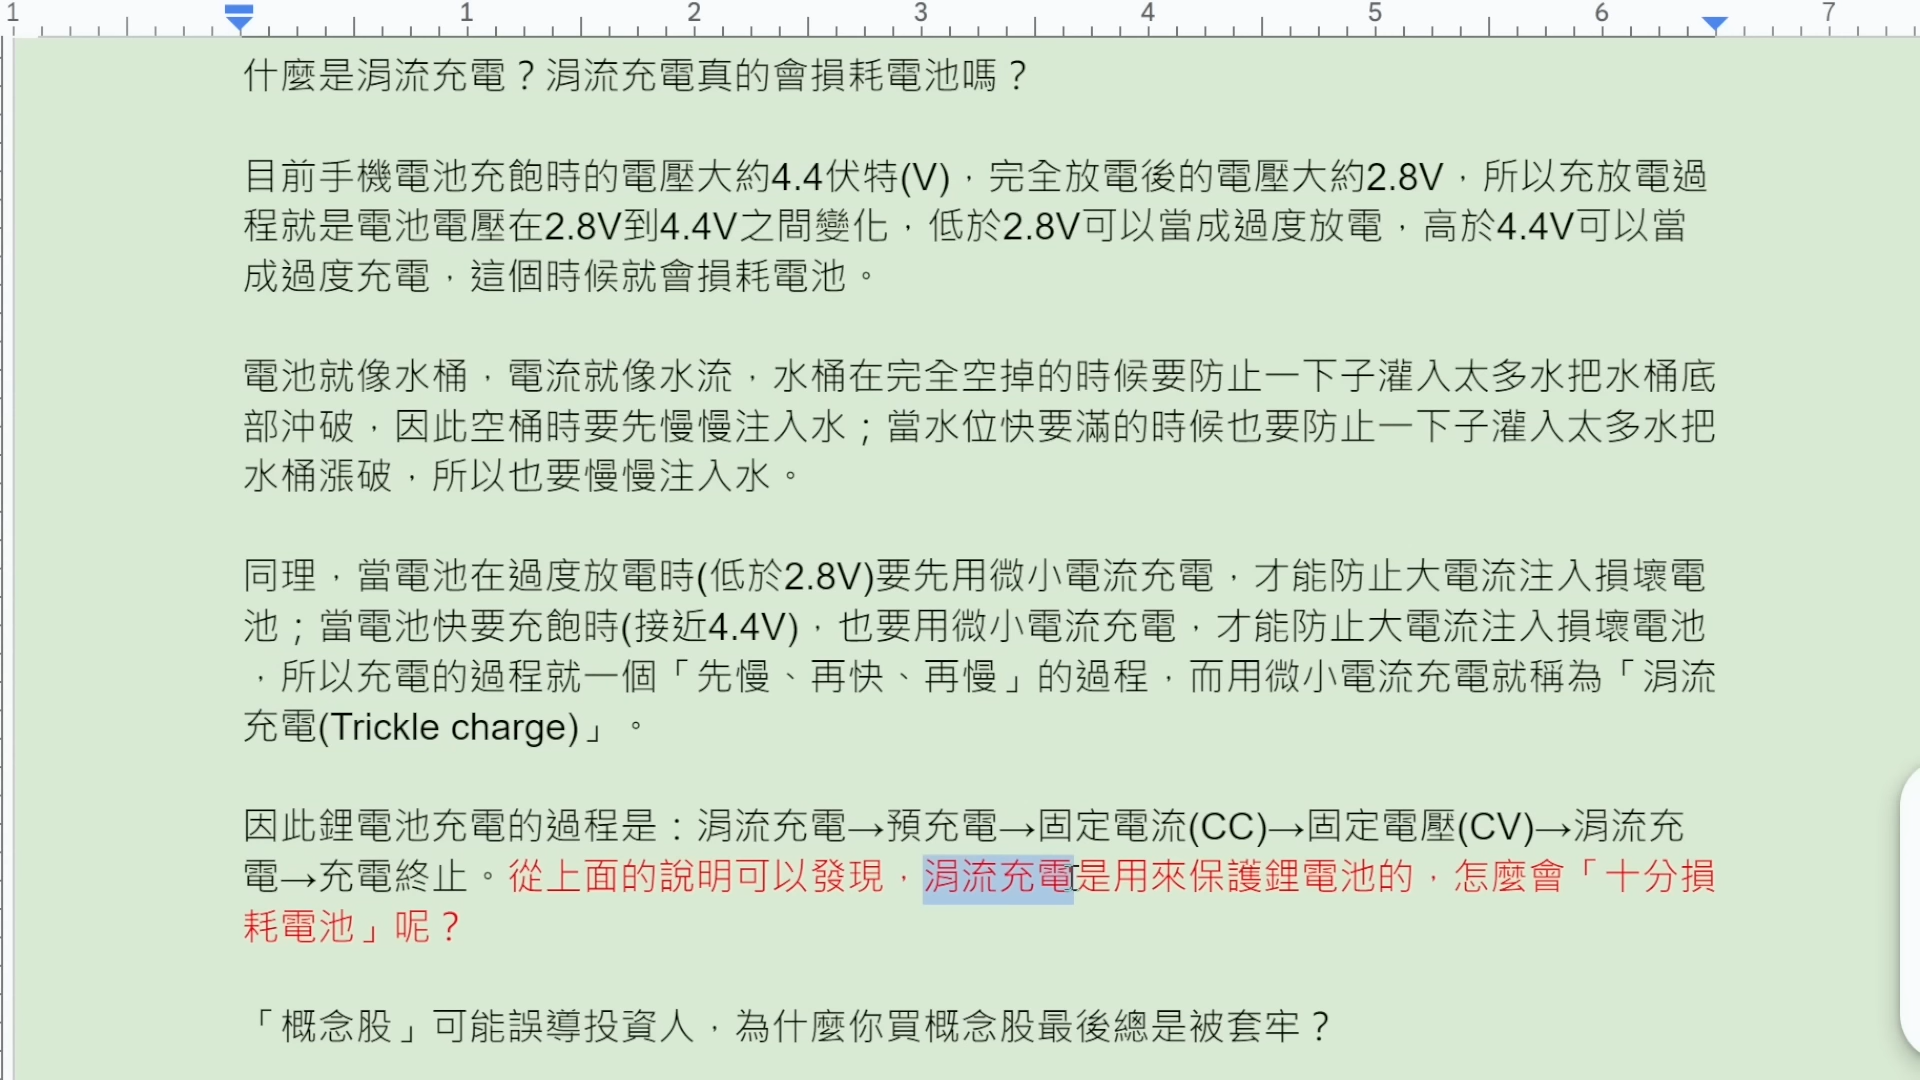 1 1 2 3 4 5 6 7
什麼是涓流充電？涓流充電真的會損耗電池嗎？
目前手機電池充飽時的電壓大約4.4伏特(V)，完全放電後的電壓大約2.8V，所以充放電過
程就是電池電壓在2.8V到4.4V之間變化，低於2.8V可以當成過度放電，高於4.4V可以當
成過度充電，這個時候就會損耗電池。
電池就像水桶，電流就像水流，水桶在完全空掉的時候要防止一下子灌入太多水把水桶底
部沖破，因此空桶時要先慢慢注入水；當水位快要滿的時候也要防止一下子灌入太多水把
水桶漲破，所以也要慢慢注入水。
同理，當電池在過度放電時(低於2.8V)要先用微小電流充電，才能防止大電流注入損壞電
池；當電池快要充飽時(接近4.4V)，也要用微小電流充電，才能防止大電流注入損壞電池
，所以充電的過程就一個「先慢、再快、再慢」的過程，而用微小電流充電就稱為「涓流
充電(Trickle charge)」。
因此鋰電池充電的過程是：涓流充電→預充電→固定電流(CC)→固定電壓(CV)→涓流充
電→充電終止。從上面的說明可以發現，涓流充電是用來保護鋰電池的，怎麼會「十分損
耗電池」呢？
「概念股」可能誤導投資人，為什麼你買概念股最後總是被套牢？